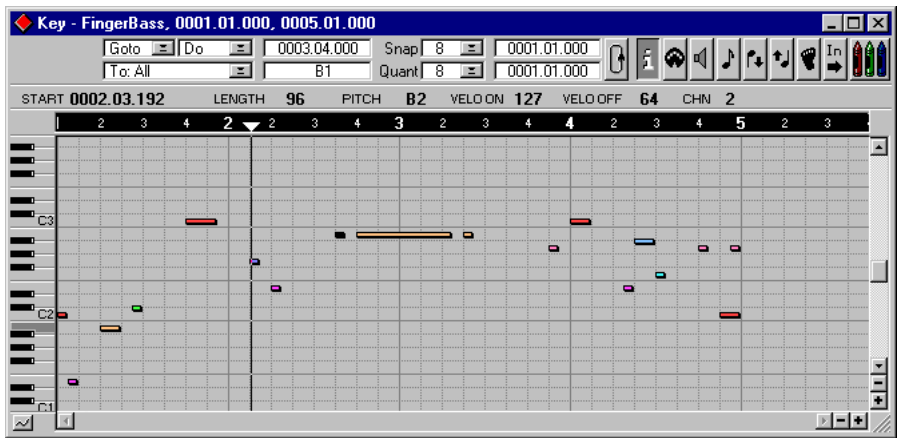 Key - FingerBass, 0001.01.000, 0005.01.000
Goto Do 0003.04.000 Snap 8 0001.01.000 In
To: All B1 Quant 8 0001.01.000
START 0002.03.192 LENGTH 96 PITCH B2 VELO ON 127 VELO OFF 64 CHN 2
2 3 4 2 2 3 4 3 2 3 4 4 2 3 4 5 2 3
C3
C2
C1